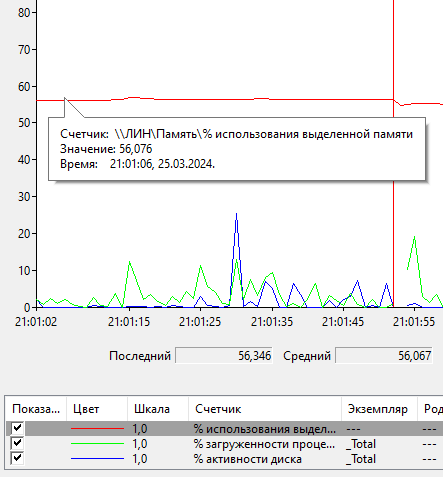 80
70
60
50
Счетчик: \\ЛИН\Память\% использования выделенной памяти
Значение: 56,076
Время: 21:01:06, 25.03.2024.
40
30
20
10
0
21:01:02 21:01:15 21:01:25 21:01:35 21:01:45 21:01:55
Последний 56,346 Средний 56,067
Показа... Цвет Шкала Счетчик Экземпляр Род
1,0 % использования выдел... --- ---
1,0 % загруженности проце... _Total ---
1,0 % активности диска _Total ---